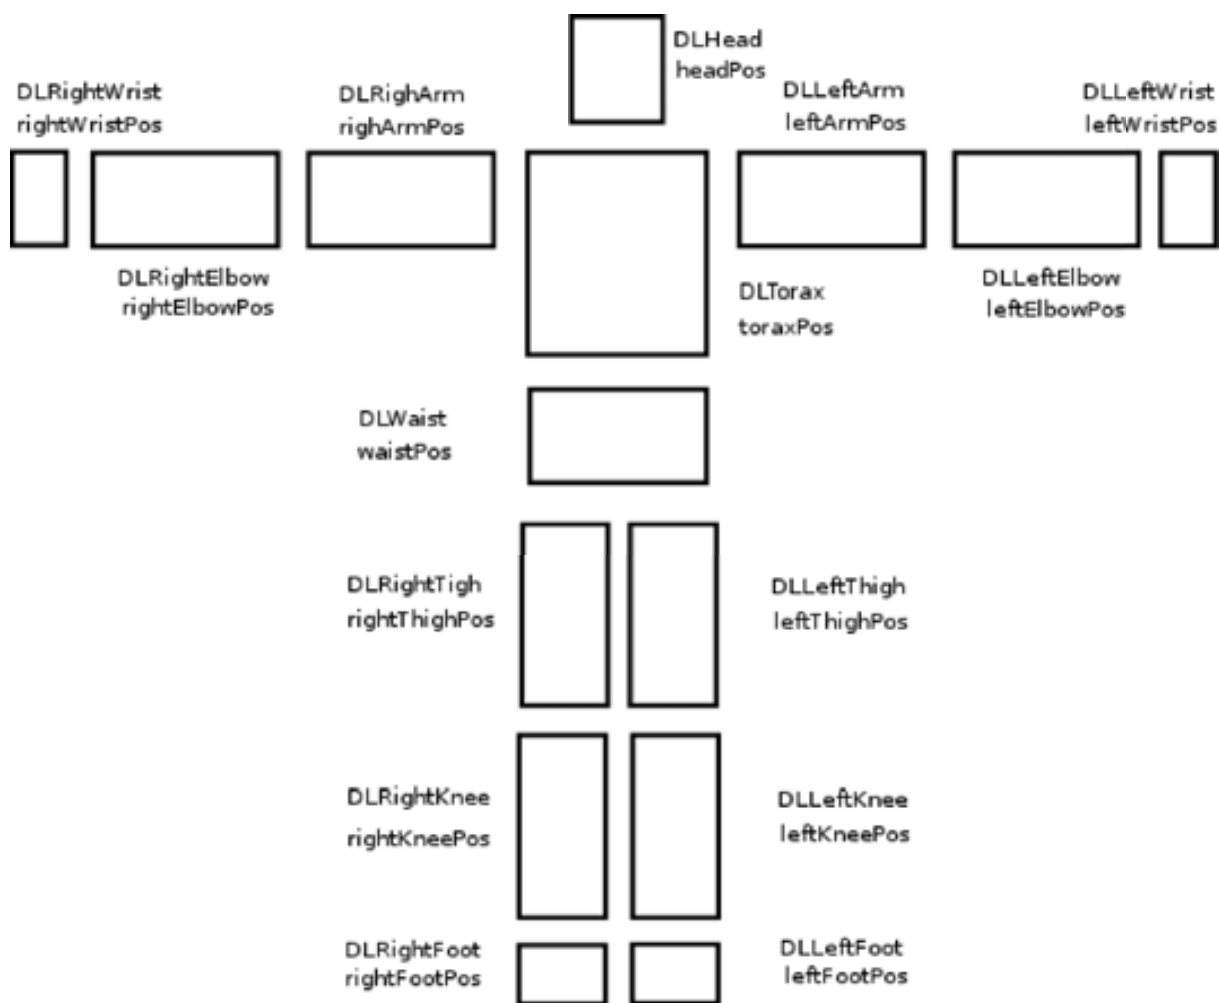 DLHead
headPos
DLRightWrist
rightWristPos
DLRighArm
righArmPos
DLLeftArm
leftArmPos
DLLeftWrist
leftWristPos
DLRightElbow
rightElbowPos
DLTorax
toraxPos
DLLeftElbow
leftElbowPos
DLWaist
waistPos
DLRightTigh
rightThighPos
DLLeftThigh
leftThighPos
DLRightKnee
rightKneePos
DLLeftKnee
leftKneePos
DLRightFoot
rightFootPos
DLLeftFoot
leftFootPos